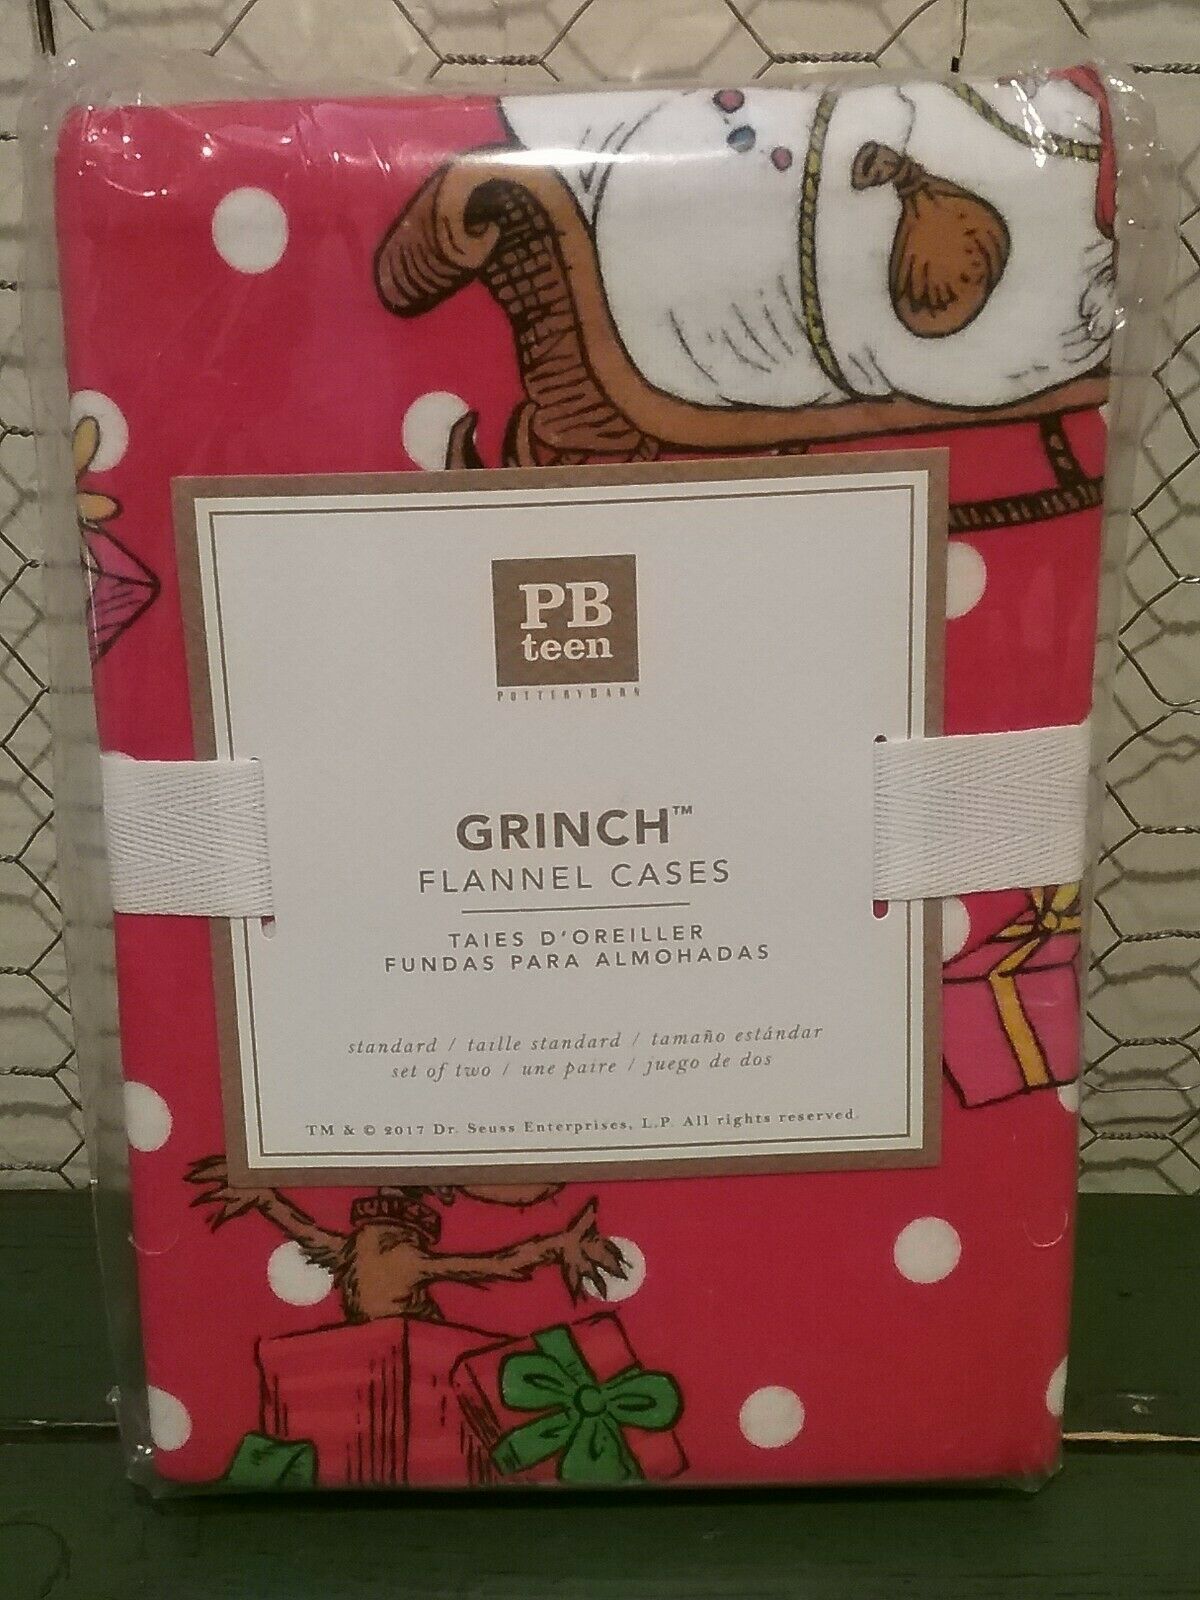 PB
teen
POTTERYBARN
GRINCH™
FLANNEL CASES
TAIES D'OREILLER
FUNDAS PARA ALMOHADAS
standard / taille standard / tamaño estándar
set of two / une paire / juego de dos
TM & © 2017 Dr. Seuss Enterprises, L.P. All rights reserved.